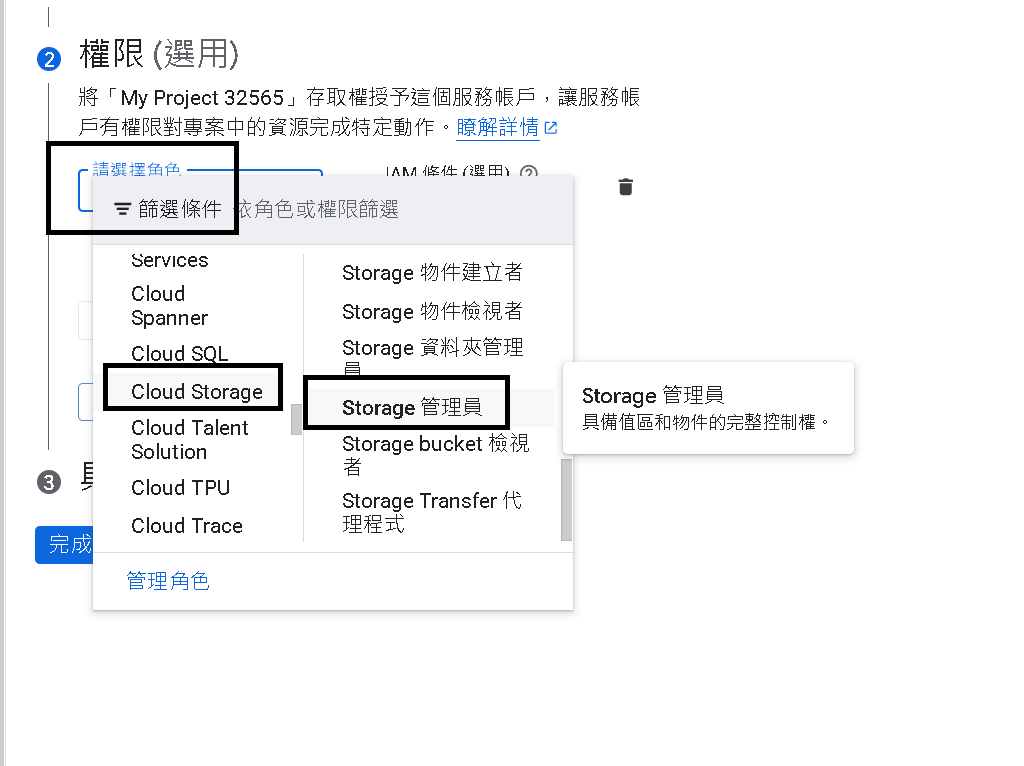 2 權限 (選用)
將「My Project 32565」存取權授予這個服務帳戶，讓服務帳
戶有權限對專案中的資源完成特定動作。瞭解詳情
請選擇角色
IAM 條件 (選用)
篩選條件 依角色或權限篩選
Services
Cloud
Spanner
Cloud SQL
Cloud Storage
Cloud Talent
Solution
Cloud TPU
Cloud Trace
Storage 物件建立者
Storage 物件檢視者
Storage 資料夾管理
員
Storage 管理員
Storage bucket 檢視
者
Storage Transfer 代
理程式
Storage 管理員
具備值區和物件的完整控制權。
管理角色
3
完成